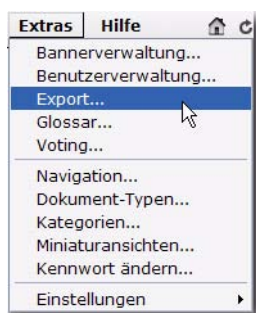 Extras Hilfe
Bannerverwaltung...
Benutzerverwaltung...
Export...
Glossar...
Voting...
Navigation...
Dokument-Typen...
Kategorien...
Miniaturansichten...
Kennwort ändern...
Einstellungen